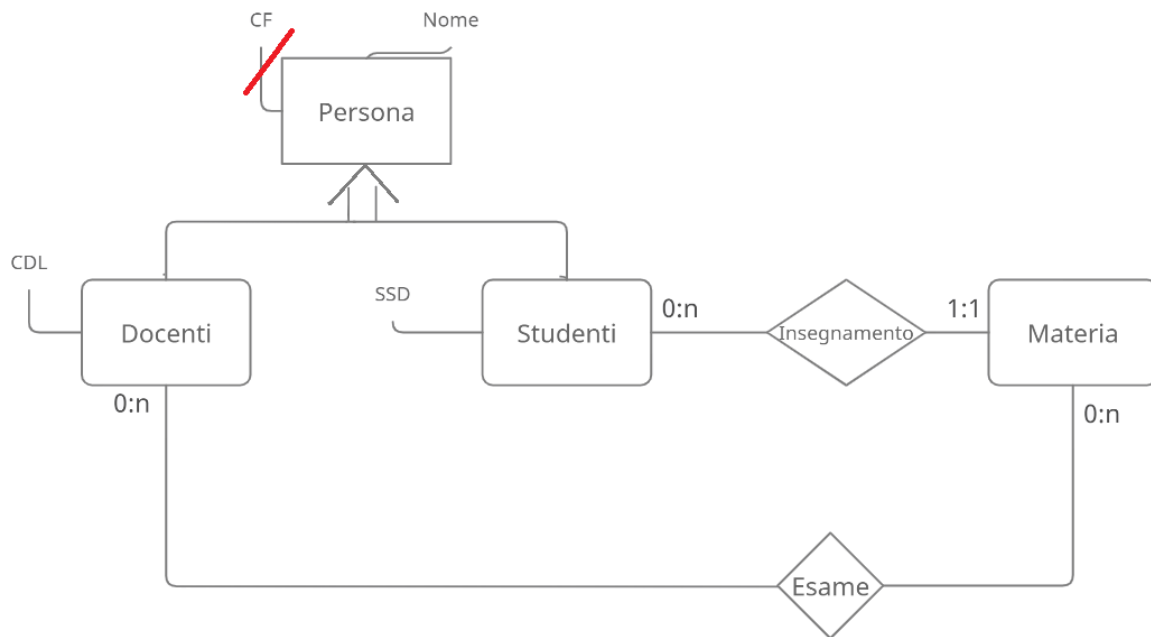 CF
Nome
Persona
CDL
Docenti
0:n
SSD
Studenti
0:n
Insegnamento
1:1
Materia
0:n
Esame